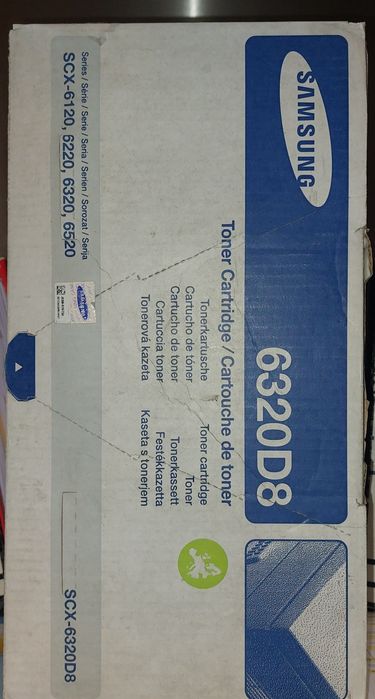 SAMSUNG
6320D8
Toner Cartridge / Cartouche de toner
Tonerkartusche
Cartucho de tóner
Cartucho de toner
Cartuccia toner
Tonerová kazeta
Toner cartridge
Toner
Tonerkassett
Festékkazetta
Kaseta s tonerjem
SAMSUNG
Series / Série / Serie / Seria / Serien / Sorozat / Serija
SCX-6120, 6220, 6320, 6520
SCX-6320D8